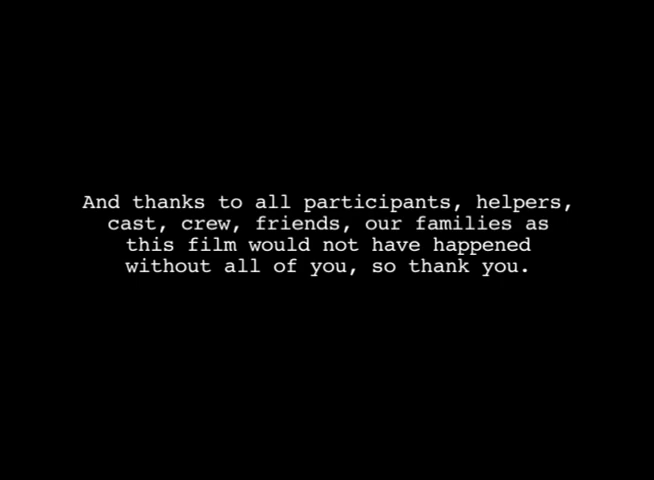 And thanks to all participants, helpers,
cast, crew, friends, our families as
this film would not have happened
without all of you, so thank you.